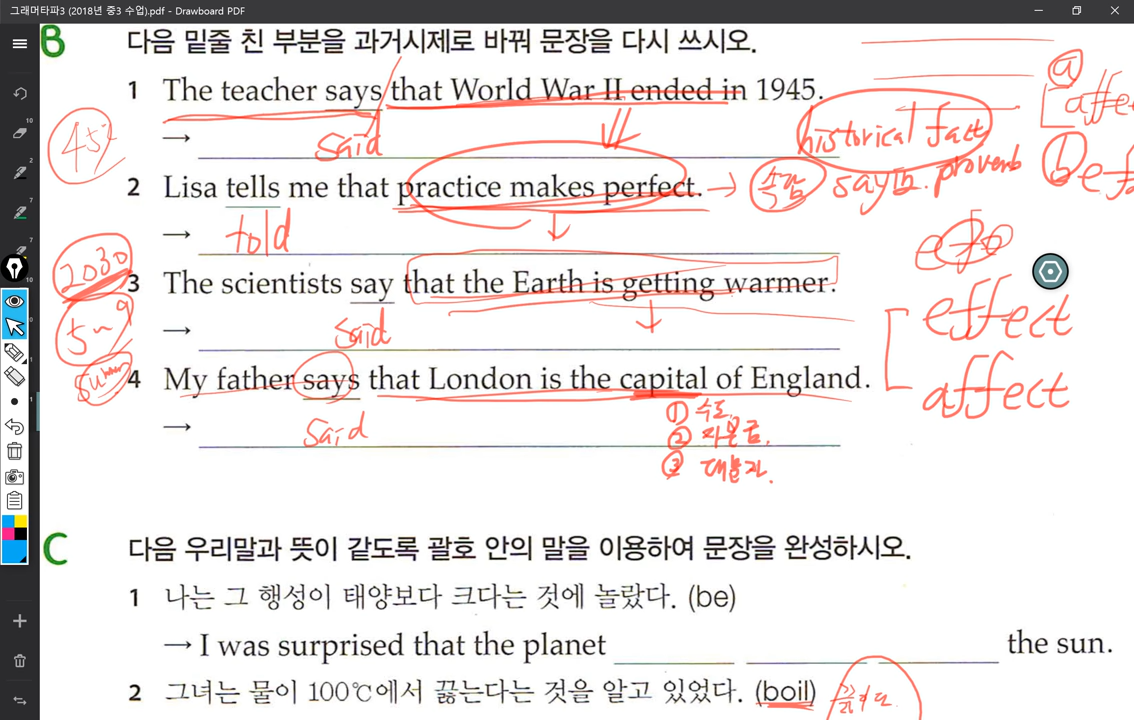 그래머타파3 (2018년 중3 수업).pdf - Drawboard PDF
B 다음 밑줄 친 부분을 과거시제로 바꿔 문장을 다시 쓰시오.
1 The teacher says that World War II ended in 1945.
→ said
historical fact
a
affe
b
ef
45%
2 Lisa tells me that practice makes perfect. → 속담 saying. proverb
→ told
effect
affect
2030
3 The scientists say that the Earth is getting warmer.
→ said
5~9
summer
4 My father says that London is the capital of England.
→ said
① 수도.
② 자본금.
③ 대문자.
C 다음 우리말과 뜻이 같도록 괄호 안의 말을 이용하여 문장을 완성하시오.
1 나는 그 행성이 태양보다 크다는 것에 놀랐다. (be)
→ I was surprised that the planet the sun.
2 그녀는 물이 100℃에서 끓는다는 것을 알고 있었다. (boil)